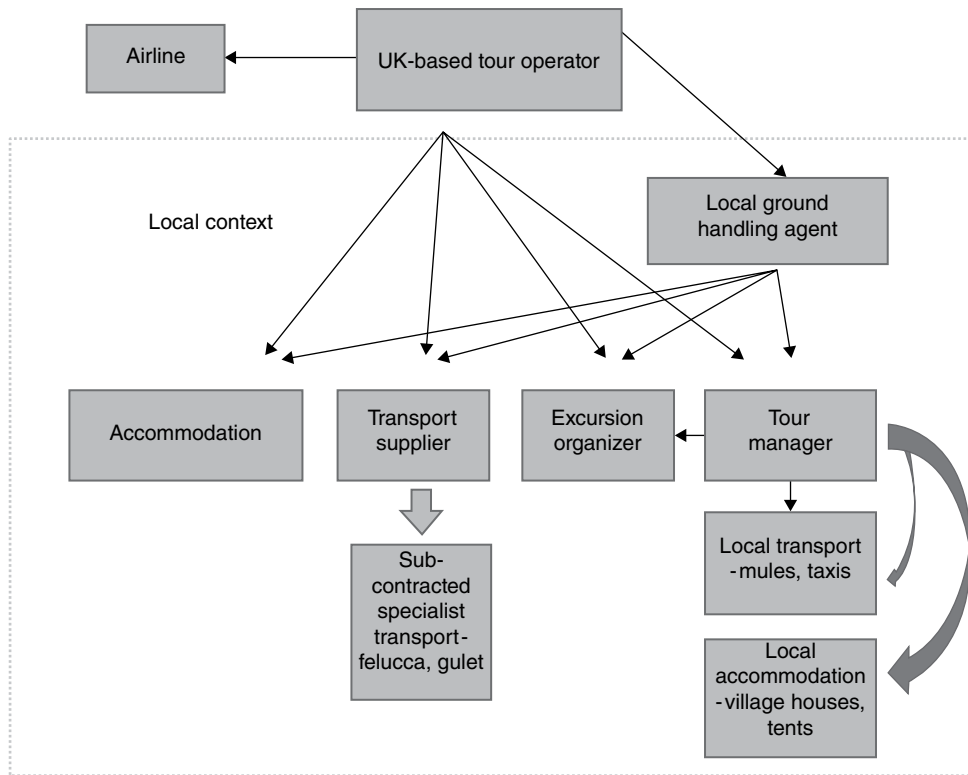 Airline
UK-based tour operator
Local context
Local ground
handling agent
Accommodation
Transport
supplier
Excursion
organizer
Tour
manager
Sub-
contracted
specialist
transport-
felucca, gulet
Local transport
-mules, taxis
Local
accommodation
-village houses,
tents